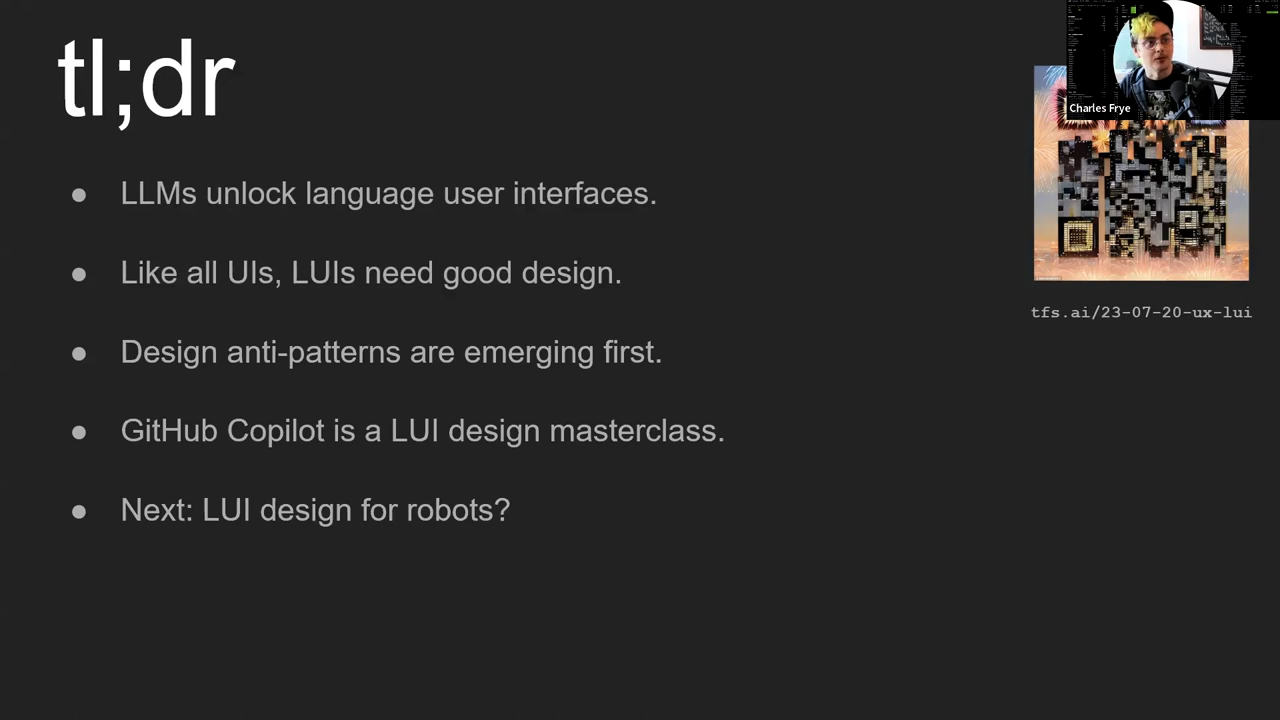 tl;dr
Charles Frye
● LLMs unlock language user interfaces.
● Like all UIs, LUIs need good design.
tfs.ai/23-07-20-ux-lui
● Design anti-patterns are emerging first.
● GitHub Copilot is a LUI design masterclass.
● Next: LUI design for robots?